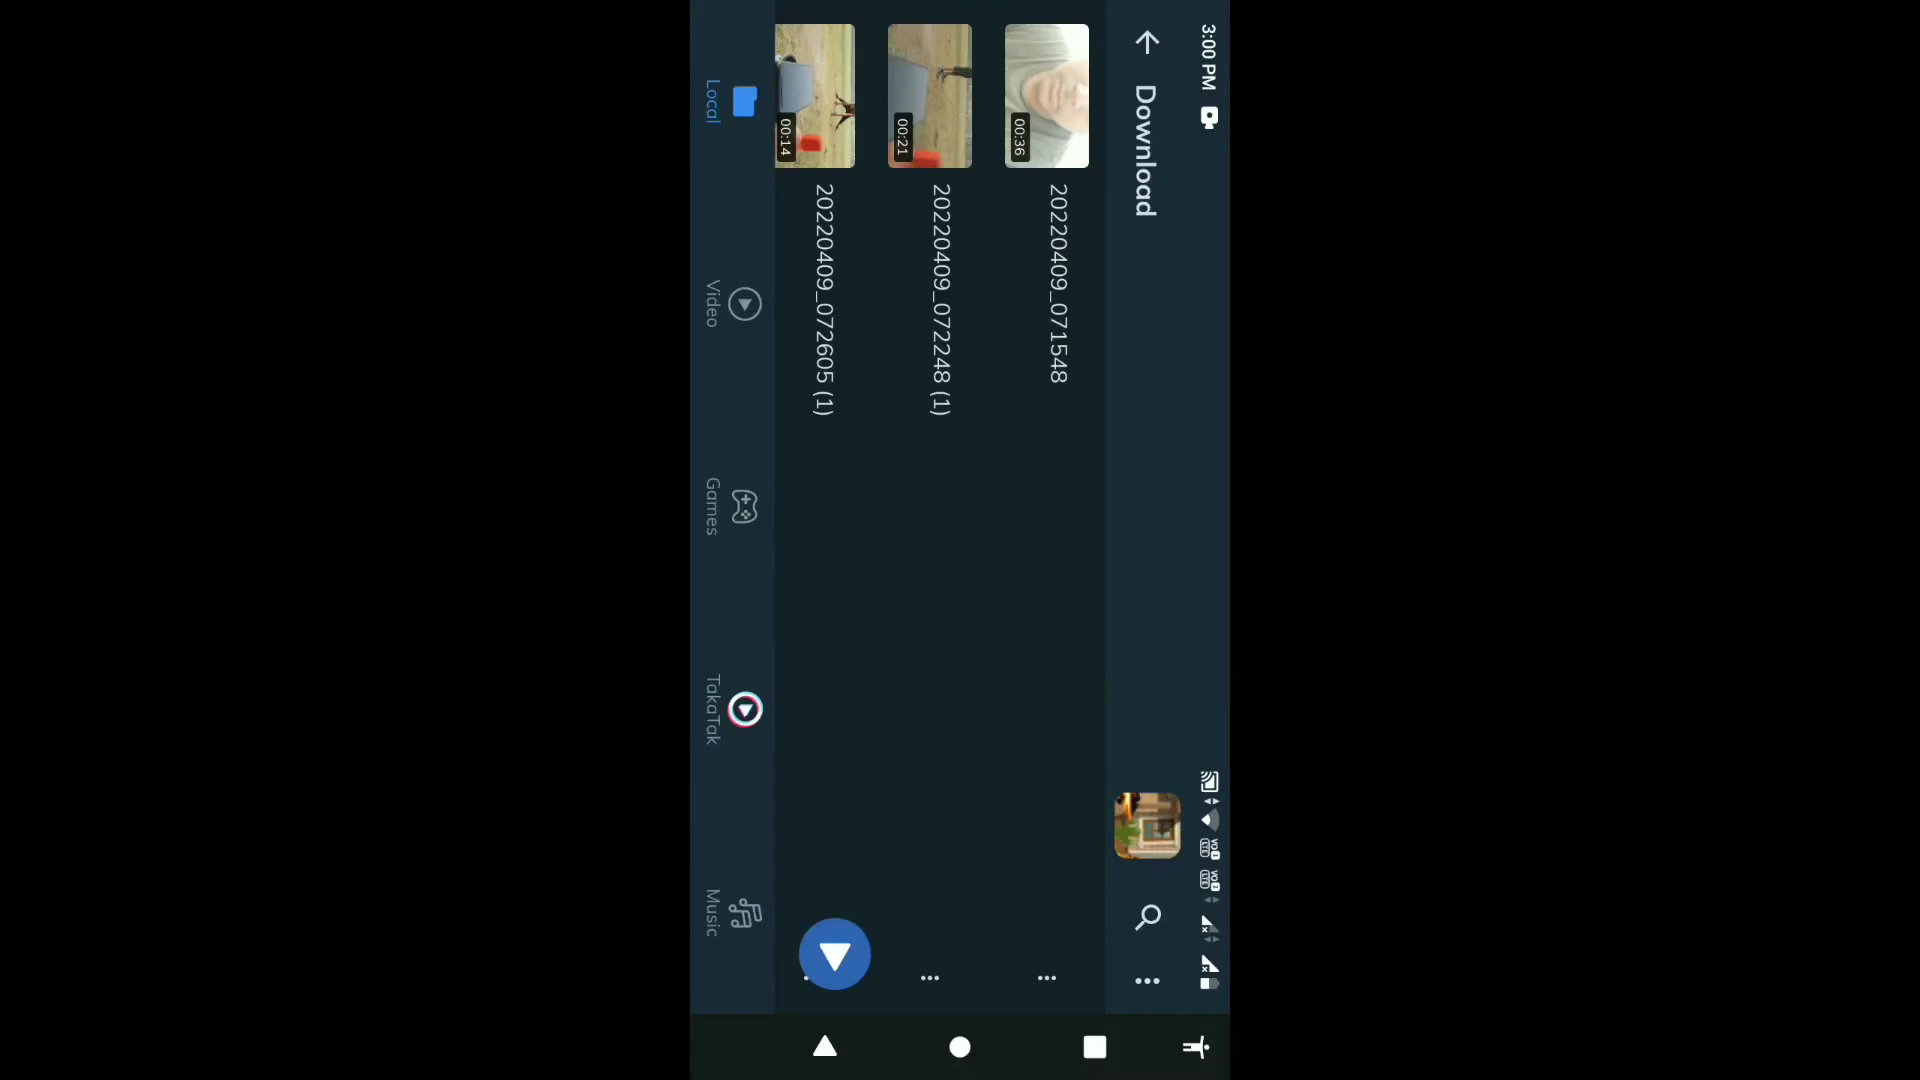 3:00 PM
Download
00:36
20220409_071548
00:21
20220409_072248 (1)
00:14
20220409_072605 (1)
Local
Video
Games
TakaTak
Music